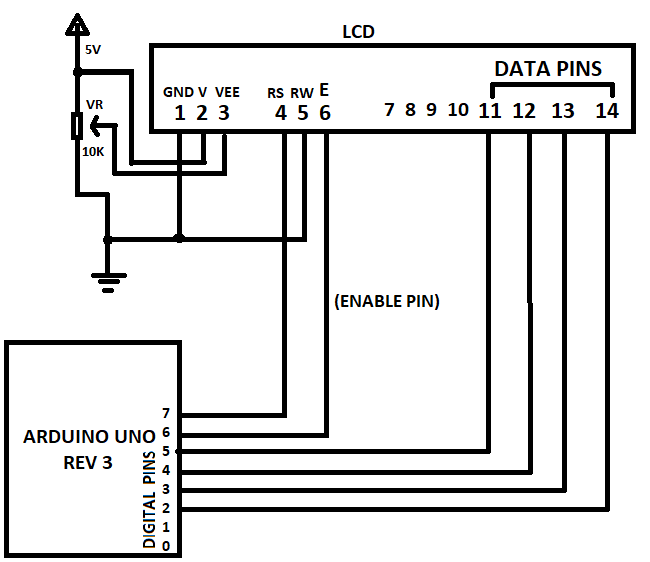 LCD
5V
DATA PINS
GND V VEE RS RW E
1 2 3 4 5 6 7 8 9 10 11 12 13 14
VR
10K
(ENABLE PIN)
ARDUINO UNO
REV 3
DIGITAL PINS
7
6
5
4
3
2
1
0